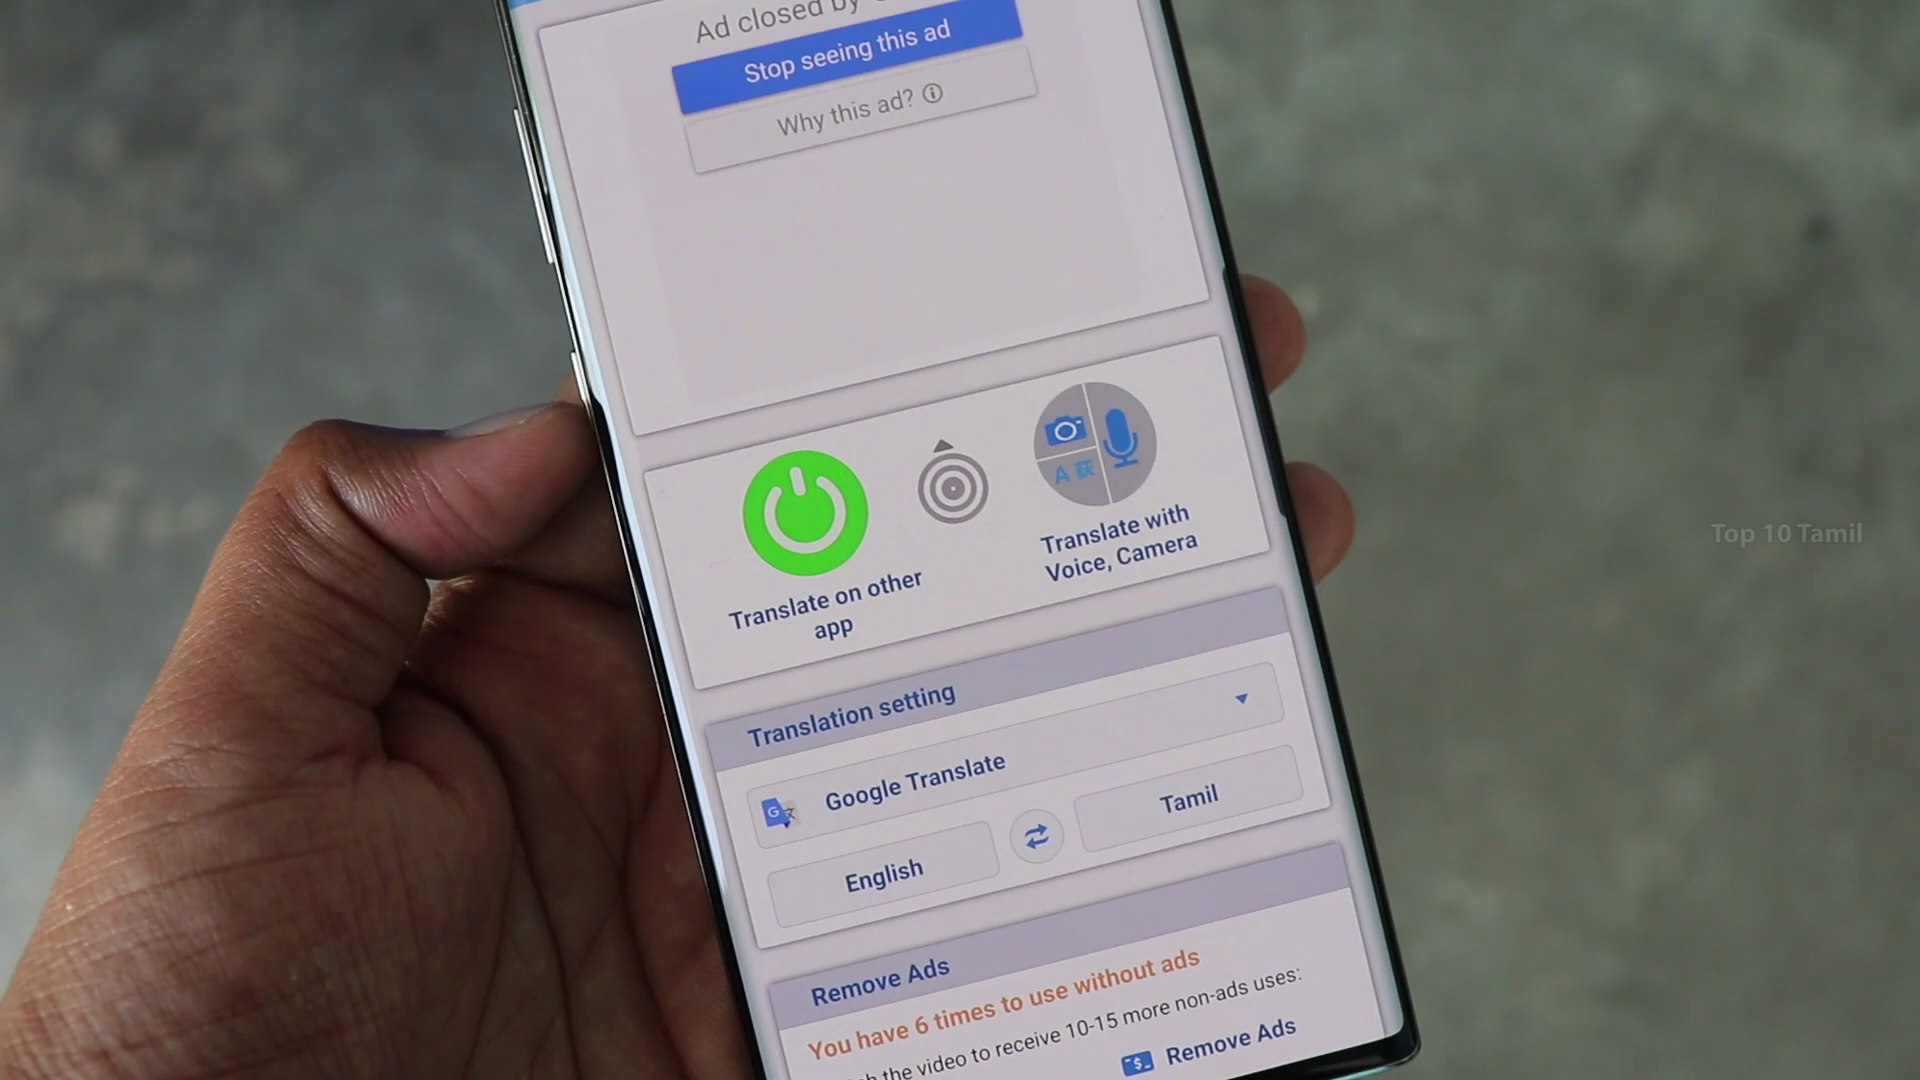 Ad closed by
Stop seeing this ad
Why this ad?
Translate on other
app
A 获
Translate with
Voice, Camera
Translation setting
Google Translate
English
Tamil
Remove Ads
You have 6 times to use without ads
the video to receive 10-15 more non-ads uses:
Remove Ads
Top 10 Tamil